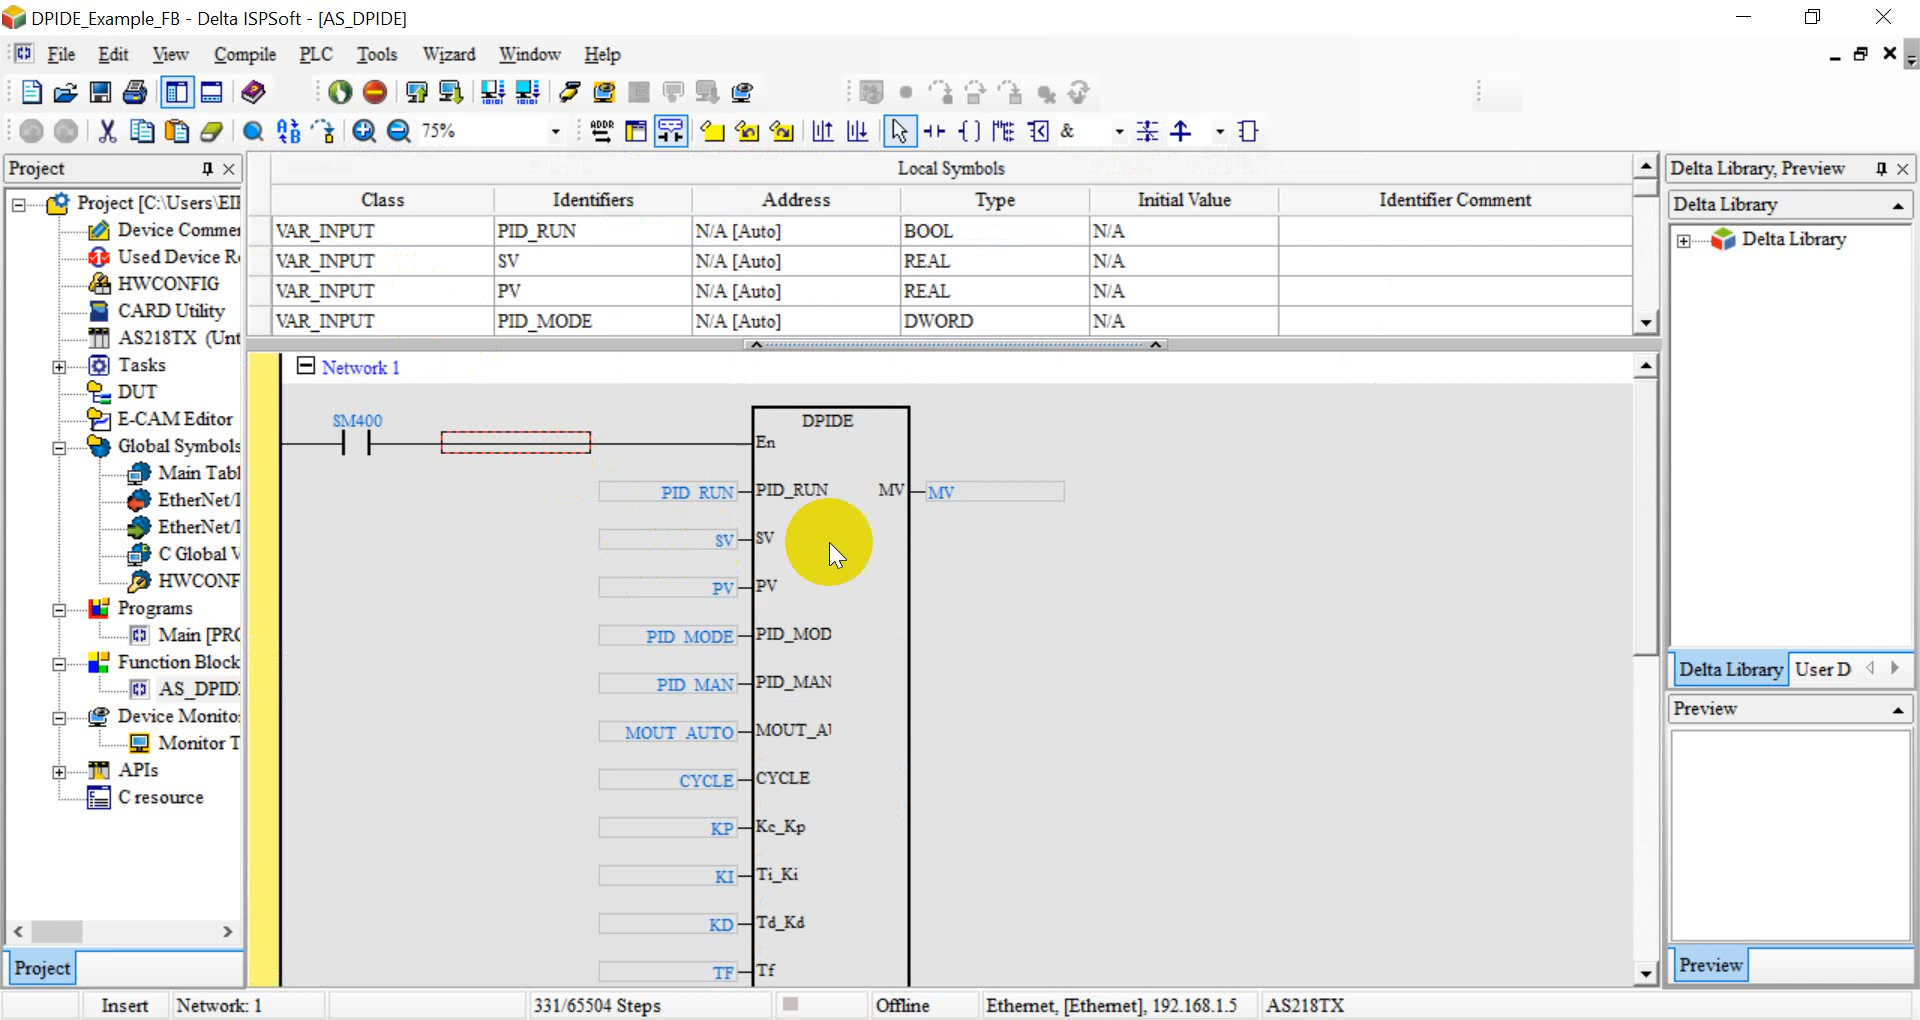 DPIDE_Example_FB - Delta ISPSoft - [AS_DPIDE]
File Edit View Compile PLC Tools Wizard Window Help
75% ADDR &
Project
Project [C:\Users\EII
Device Commer
Used Device R
HWCONFIG
CARD Utility
AS218TX (Unt
Tasks
DUT
E-CAM Editor
Global Symbols
Main Tabl
EtherNet/I
EtherNet/I
C Global V
HWCONF
Programs
Main [PRO
Function Block
AS_DPID
Device Monito
Monitor T
APIs
C resource
Project
Local Symbols
Class Identifiers Address Type Initial Value Identifier Comment
VAR_INPUT PID_RUN N/A [Auto] BOOL N/A
VAR_INPUT SV N/A [Auto] REAL N/A
VAR_INPUT PV N/A [Auto] REAL N/A
VAR_INPUT PID_MODE N/A [Auto] DWORD N/A
Network 1
SM400 DPIDE
En
PID_RUN PID_RUN MV MV
SV SV
PV PV
PID_MODE PID_MOD
PID_MAN PID_MAN
MOUT_AUTO MOUT_AU
CYCLE CYCLE
KP Kc_Kp
KI Ti_Ki
KD Td_Kd
TF Tf
Delta Library, Preview
Delta Library
Delta Library
Delta Library User D
Preview
Preview
Insert Network: 1 331/65504 Steps Offline Ethernet, [Ethernet], 192.168.1.5 AS218TX